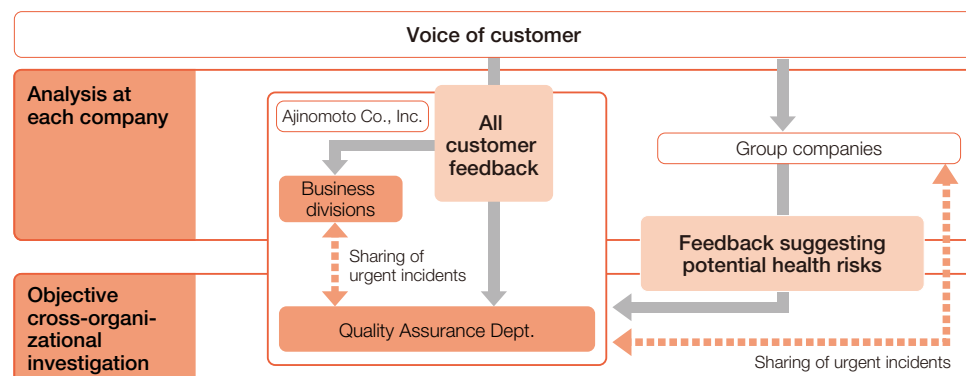 Voice of customer
Analysis at
each company
Ajinomoto Co., Inc.
All
customer
feedback
Group companies
Business
divisions
Sharing of
urgent incidents
Feedback suggesting
potential health risks
Objective
cross-organi-
zational
investigation
Quality Assurance Dept.
Sharing of urgent incidents